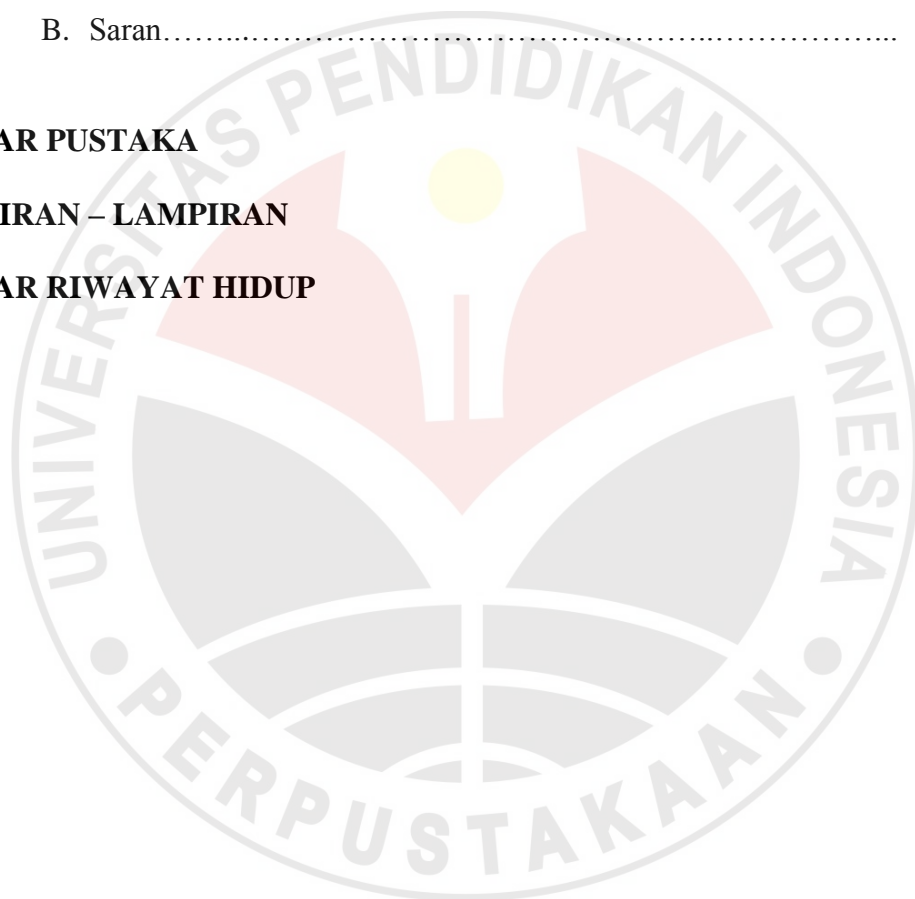 B. Saran……..……………………………………..……………...
AR PUSTAKA
IRAN – LAMPIRAN
AR RIWAYAT HIDUP
UNIVERSITAS PENDIDIKAN INDONESIA
PERPUSTAKAAN